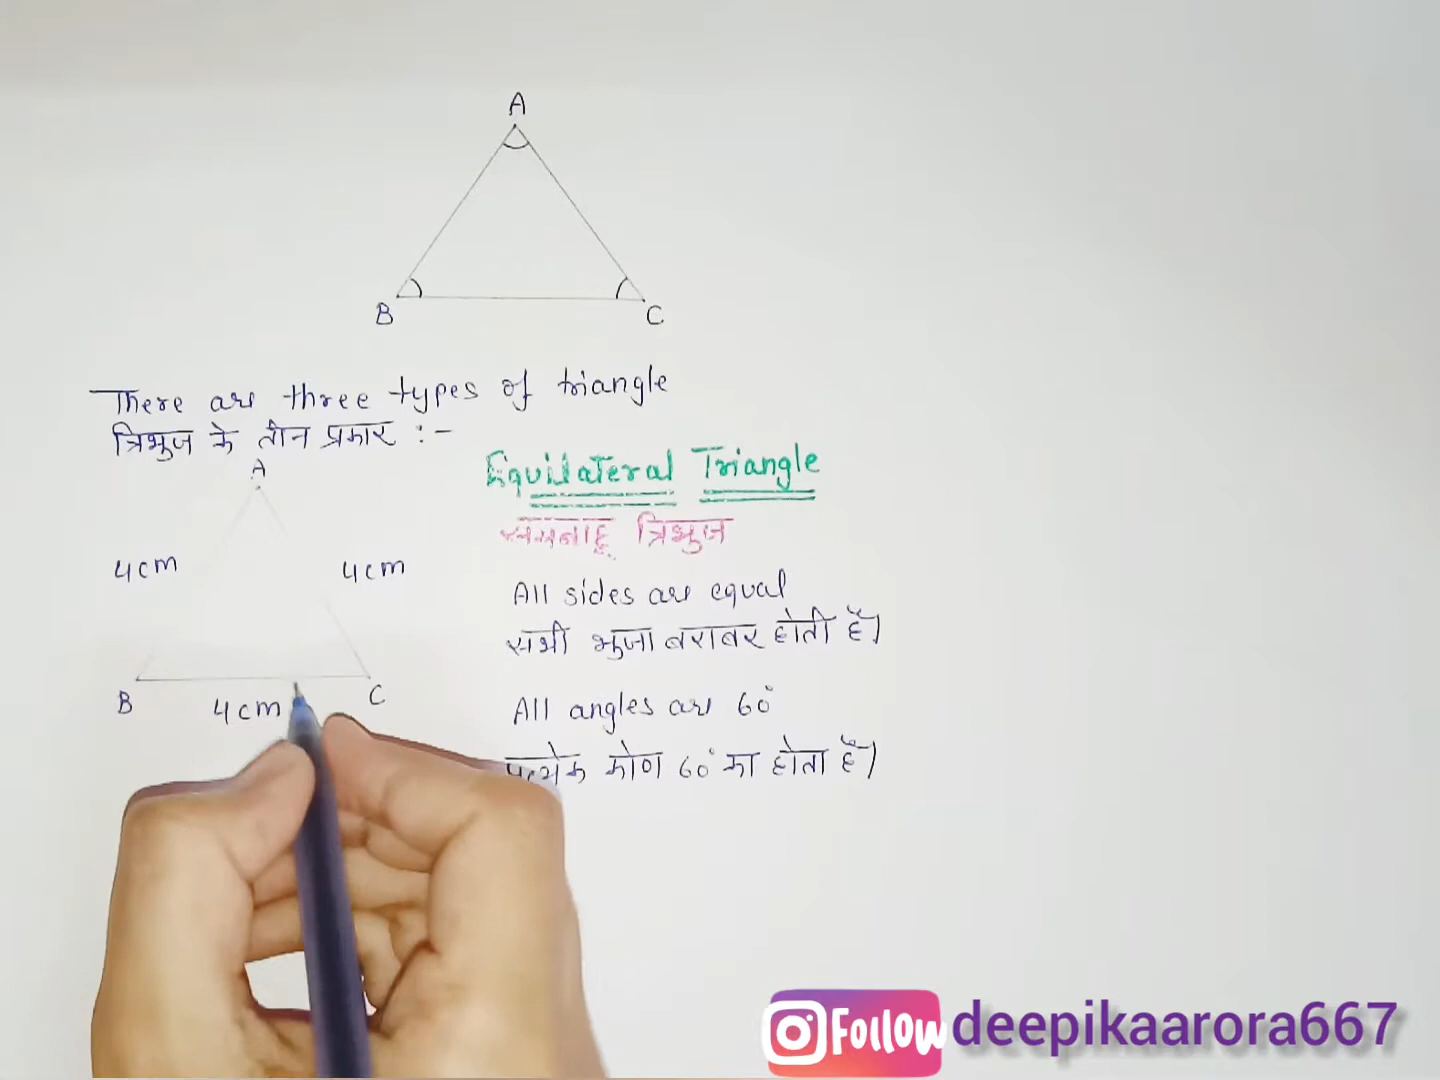 A
B
C
There are three types of triangle
त्रिभुज के तीन प्रकार :-
A
4cm
4cm
B
4cm
C
Equilateral Triangle
समबाहू त्रिभुज
All sides are equal
सभी भुजा बराबर होती है।
All angles are 60°
प्रत्येक कोण 60° का होता है।
Follow deepikaarora667